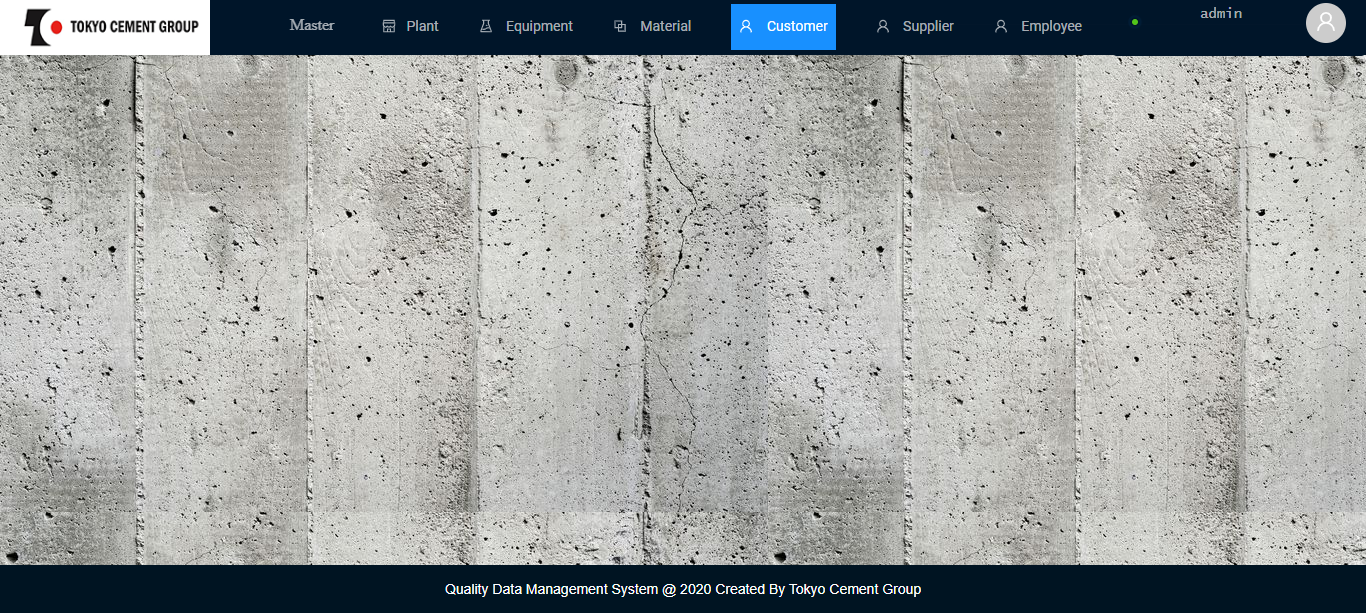 TOKYO CEMENT GROUP
Master Plant Equipment Material Customer Supplier Employee admin
Quality Data Management System @ 2020 Created By Tokyo Cement Group